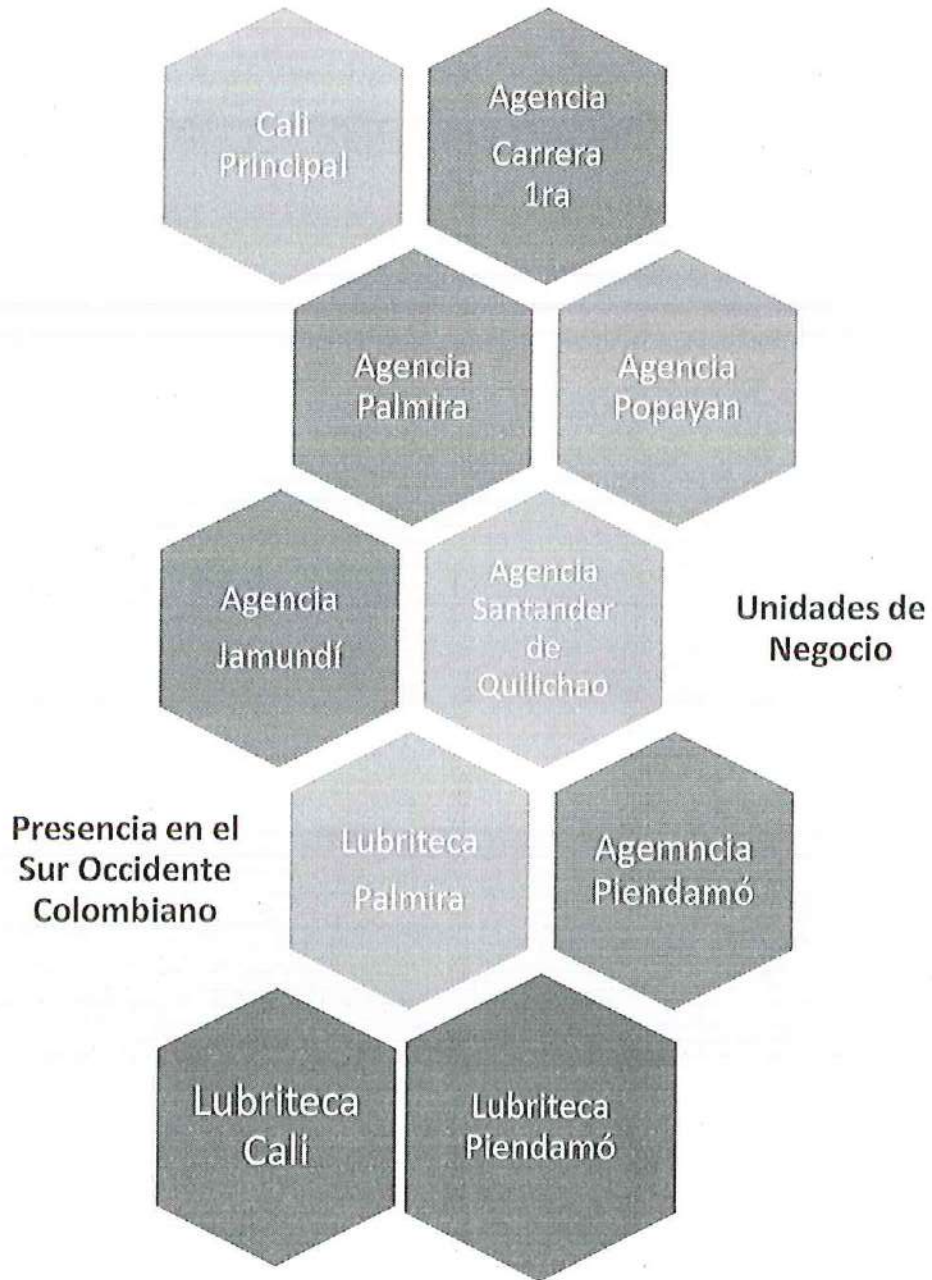 Cali
Principal
Agencia
Carrera
1ra
Agencia
Palmira
Agencia
Popayan
Agencia
Jamundí
Agencia
Santander
de
Quilichao
Unidades de
Negocio
Presencia en el
Sur Occidente
Colombiano
Lubriteca
Palmira
Agemncia
Piendamó
Lubriteca
Cali
Lubriteca
Piendamó